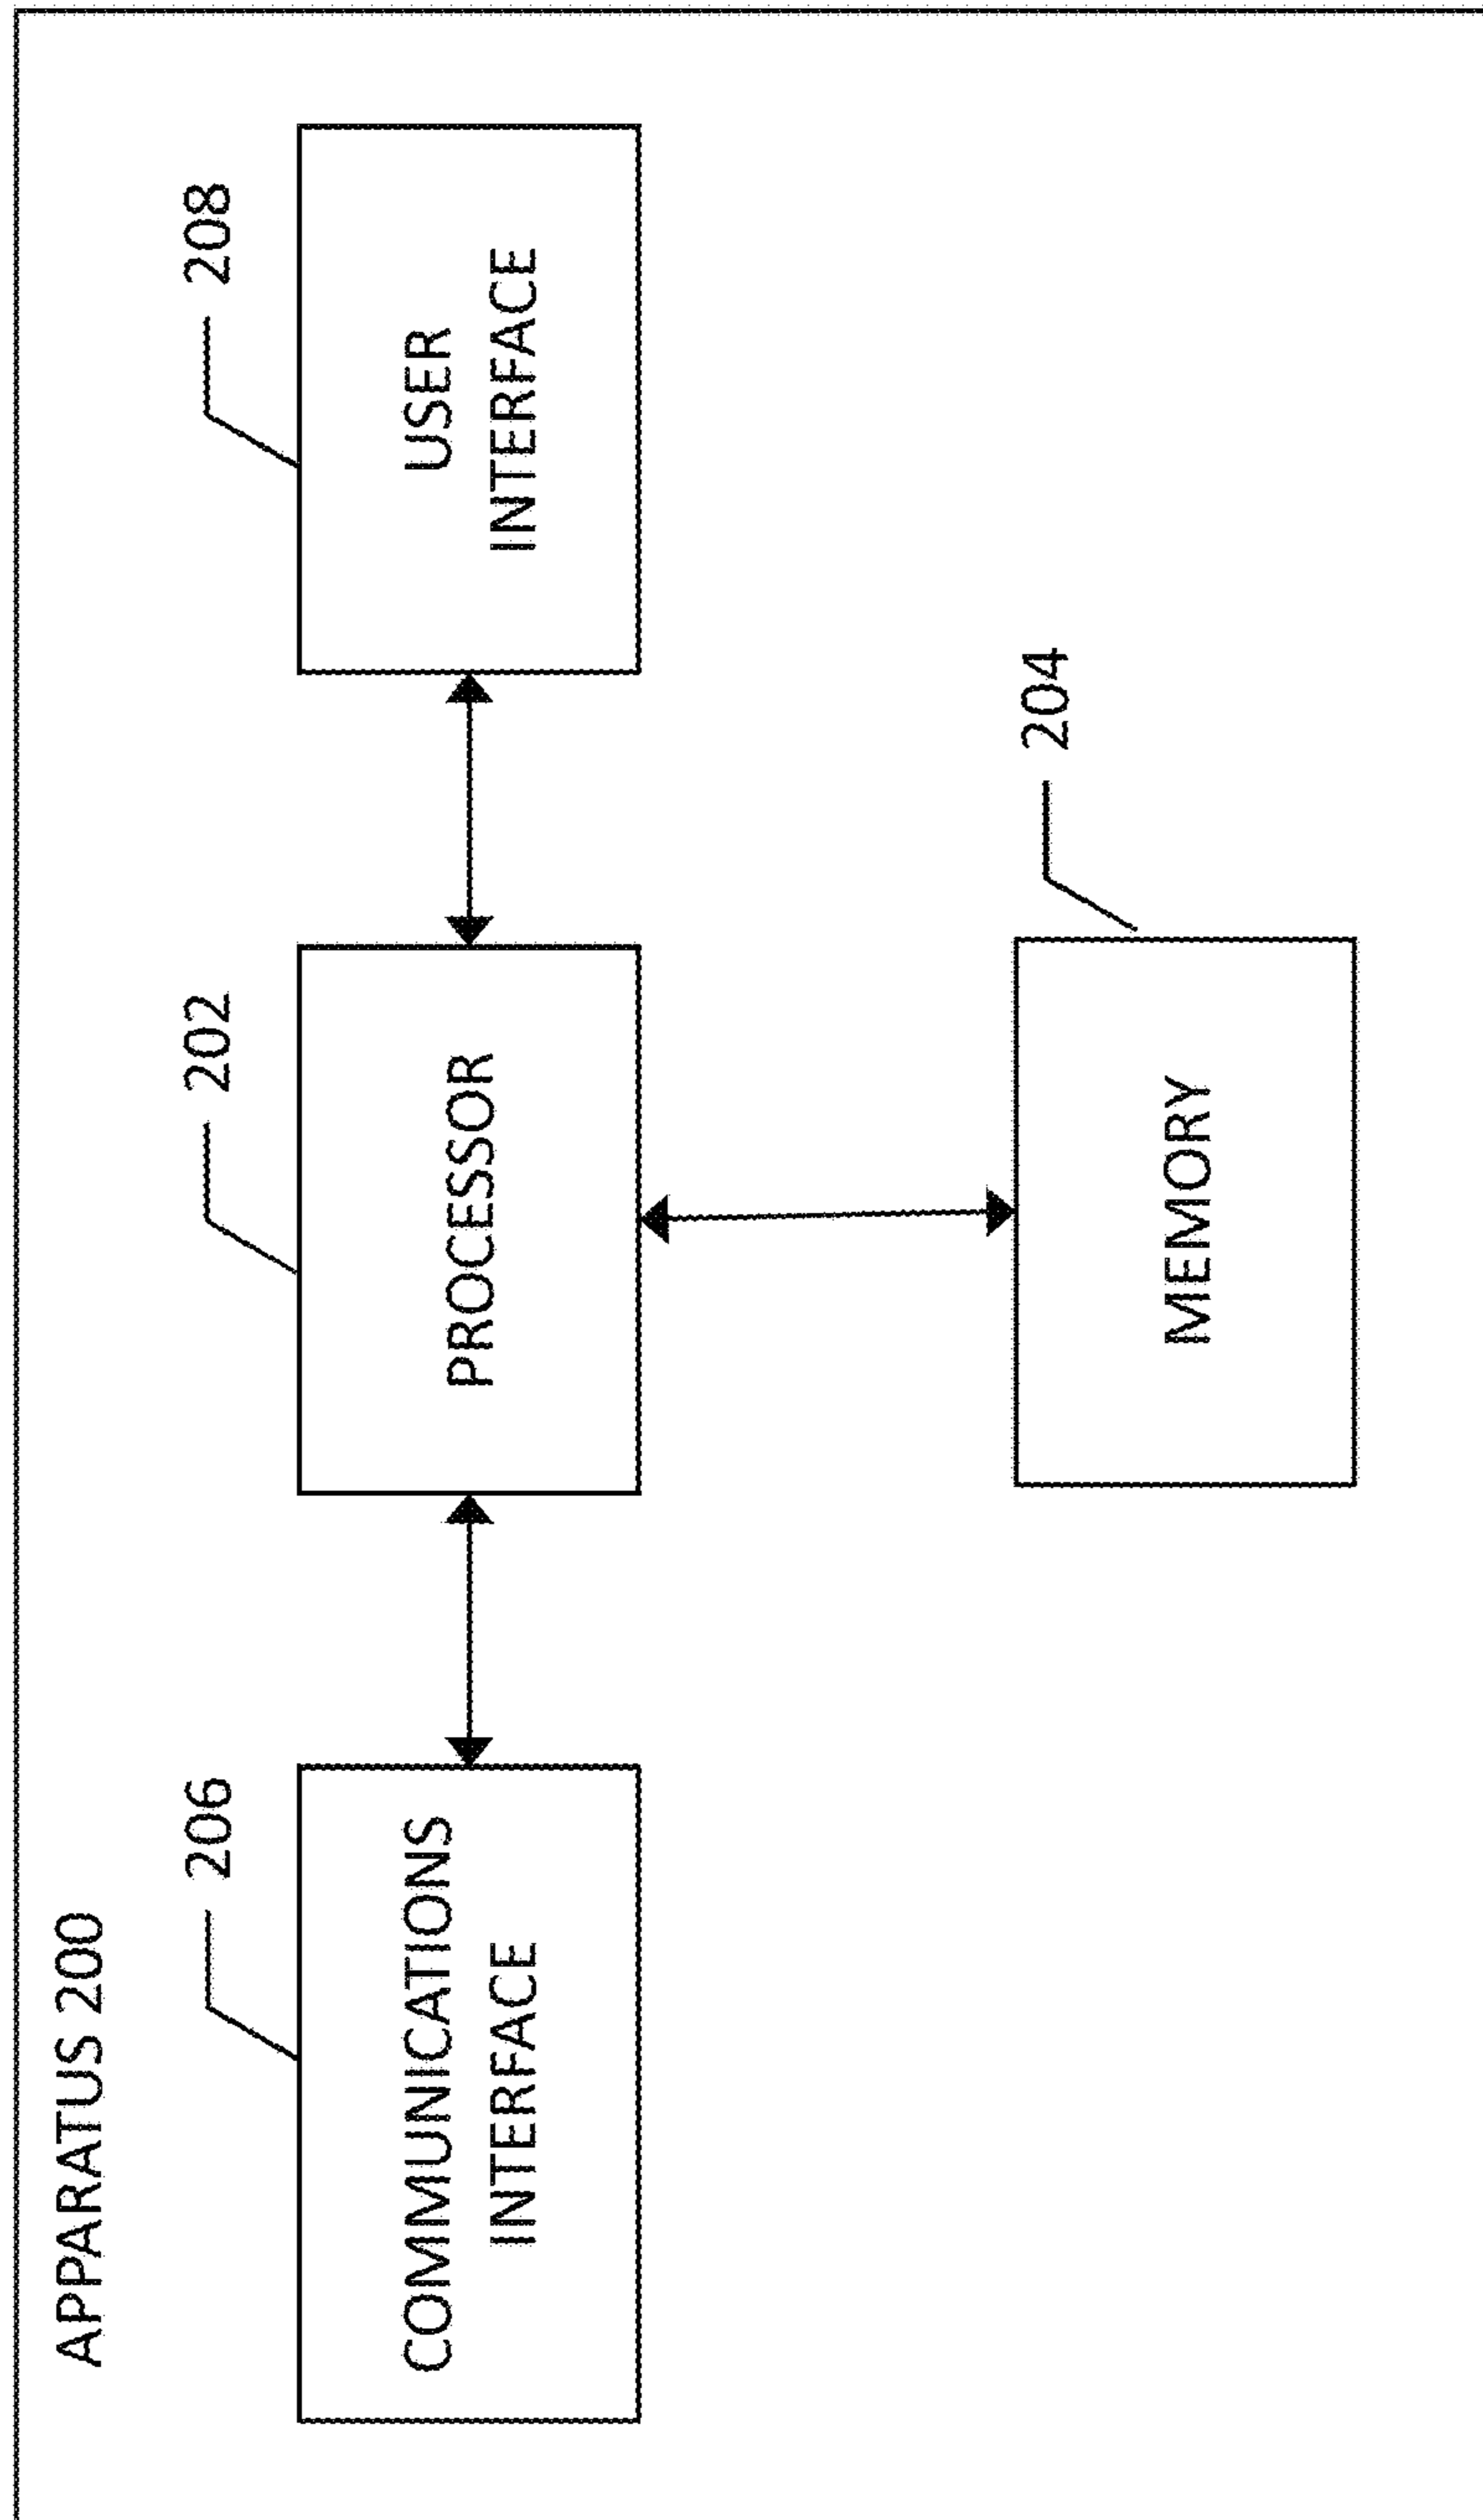 APPARATUS 200
206
COMMUNICATIONS
INTERFACE
202
PROCESSOR
208
USER
INTERFACE
204
MEMORY